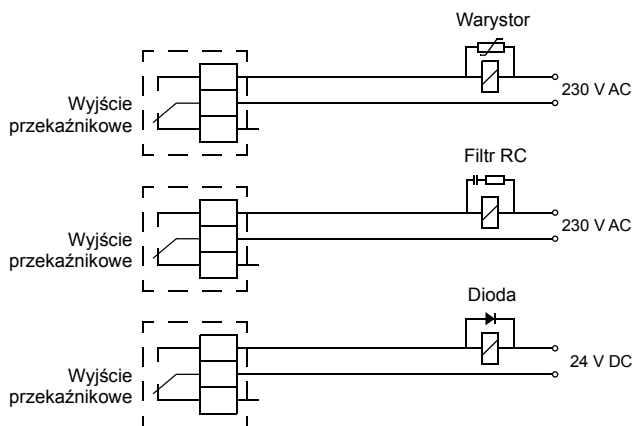 Warystor
Wyjście
przekaźnikowe
230 V AC
Filtr RC
Wyjście
przekaźnikowe
230 V AC
Dioda
Wyjście
przekaźnikowe
24 V DC